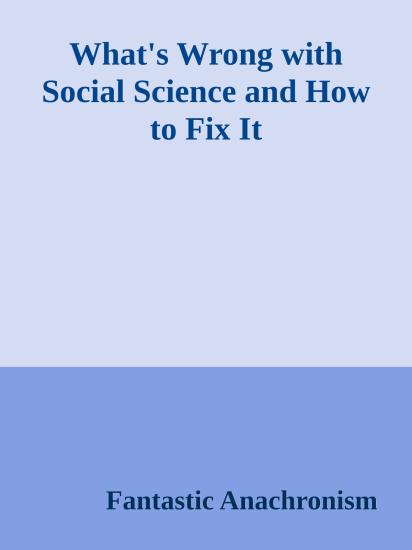 What's Wrong with
Social Science and How
to Fix It
Fantastic Anachronism